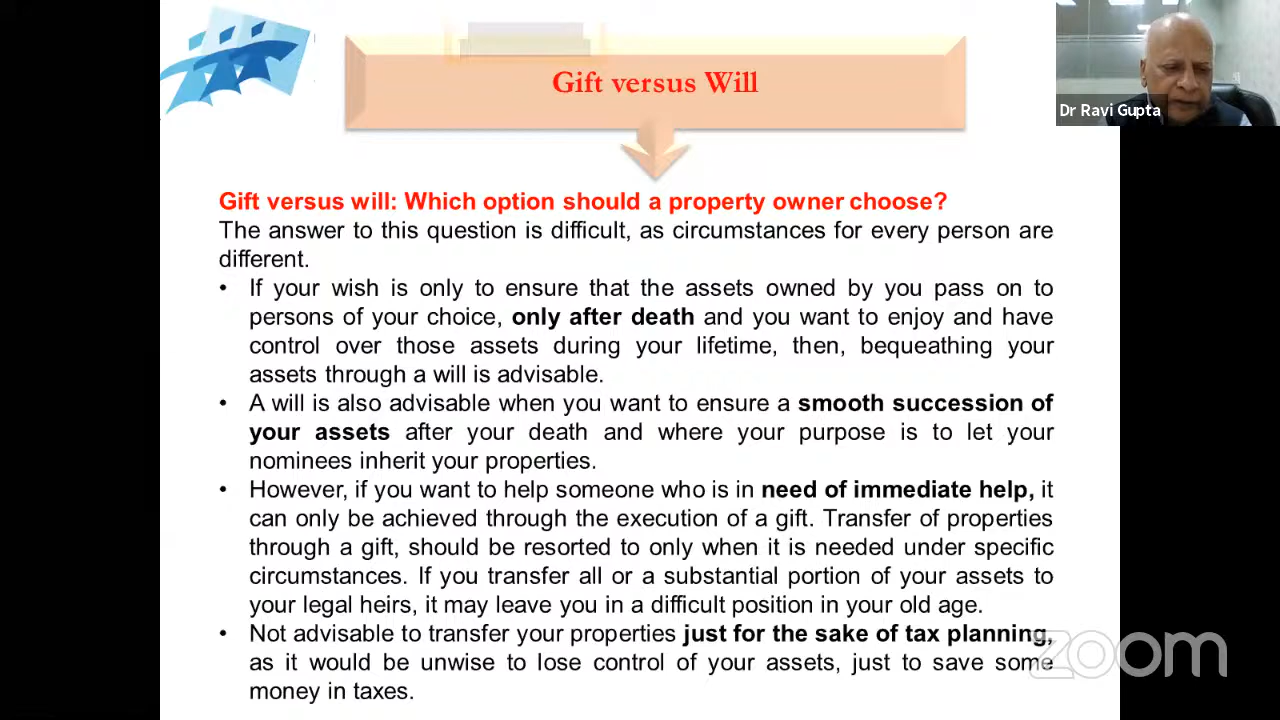 Gift versus Will
Dr Ravi Gupta
Gift versus will: Which option should a property owner choose?
The answer to this question is difficult, as circumstances for every person are
different.
• If your wish is only to ensure that the assets owned by you pass on to
persons of your choice, only after death and you want to enjoy and have
control over those assets during your lifetime, then, bequeathing your
assets through a will is advisable.
• A will is also advisable when you want to ensure a smooth succession of
your assets after your death and where your purpose is to let your
nominees inherit your properties.
• However, if you want to help someone who is in need of immediate help, it
can only be achieved through the execution of a gift. Transfer of properties
through a gift, should be resorted to only when it is needed under specific
circumstances. If you transfer all or a substantial portion of your assets to
your legal heirs, it may leave you in a difficult position in your old age.
• Not advisable to transfer your properties just for the sake of tax planning,
as it would be unwise to lose control of your assets, just to save some
money in taxes.
zoom